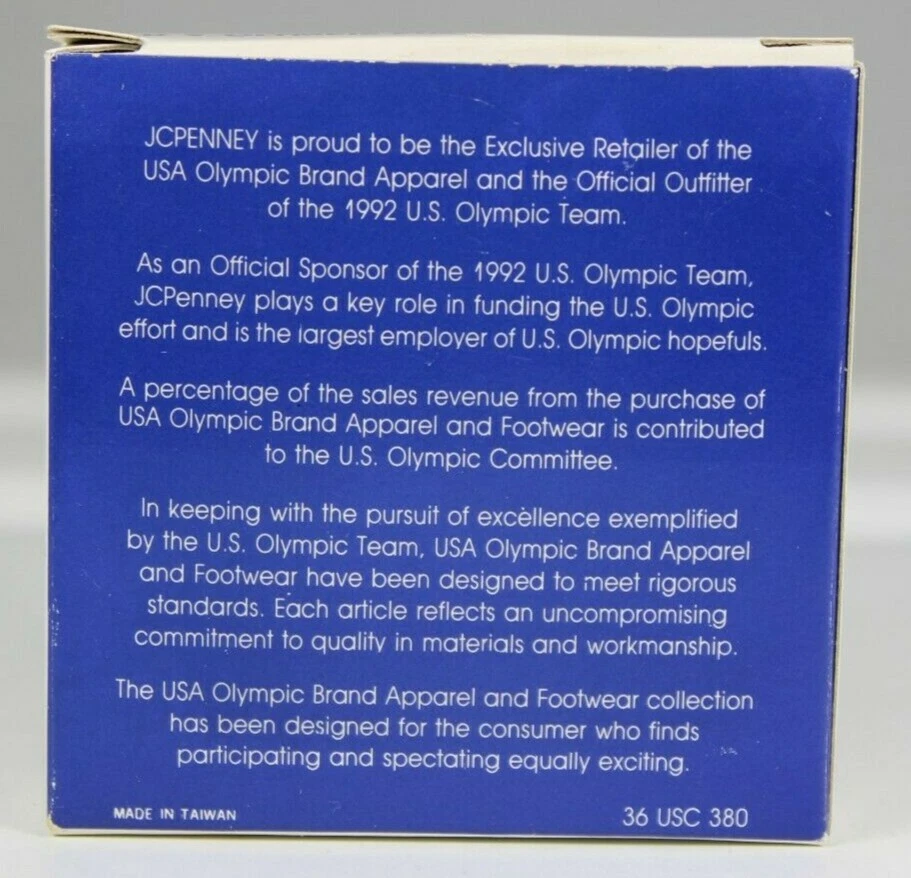 JCPENNEY is proud to be the Exclusive Retailer of the
USA Olympic Brand Apparel and the Official Outfitter
of the 1992 U.S. Olympic Team.
As an Official Sponsor of the 1992 U.S. Olympic Team,
JCPenney plays a key role in funding the U.S. Olympic
effort and is the largest employer of U.S. Olympic hopefuls.
A percentage of the sales revenue from the purchase of
USA Olympic Brand Apparel and Footwear is contributed
to the U.S. Olympic Committee.
In keeping with the pursuit of excellence exemplified
by the U.S. Olympic Team, USA Olympic Brand Apparel
and Footwear have been designed to meet rigorous
standards. Each article reflects an uncompromising
commitment to quality in materials and workmanship.
The USA Olympic Brand Apparel and Footwear collection
has been designed for the consumer who finds
participating and spectating equally exciting.
MADE IN TAIWAN
36 USC 380